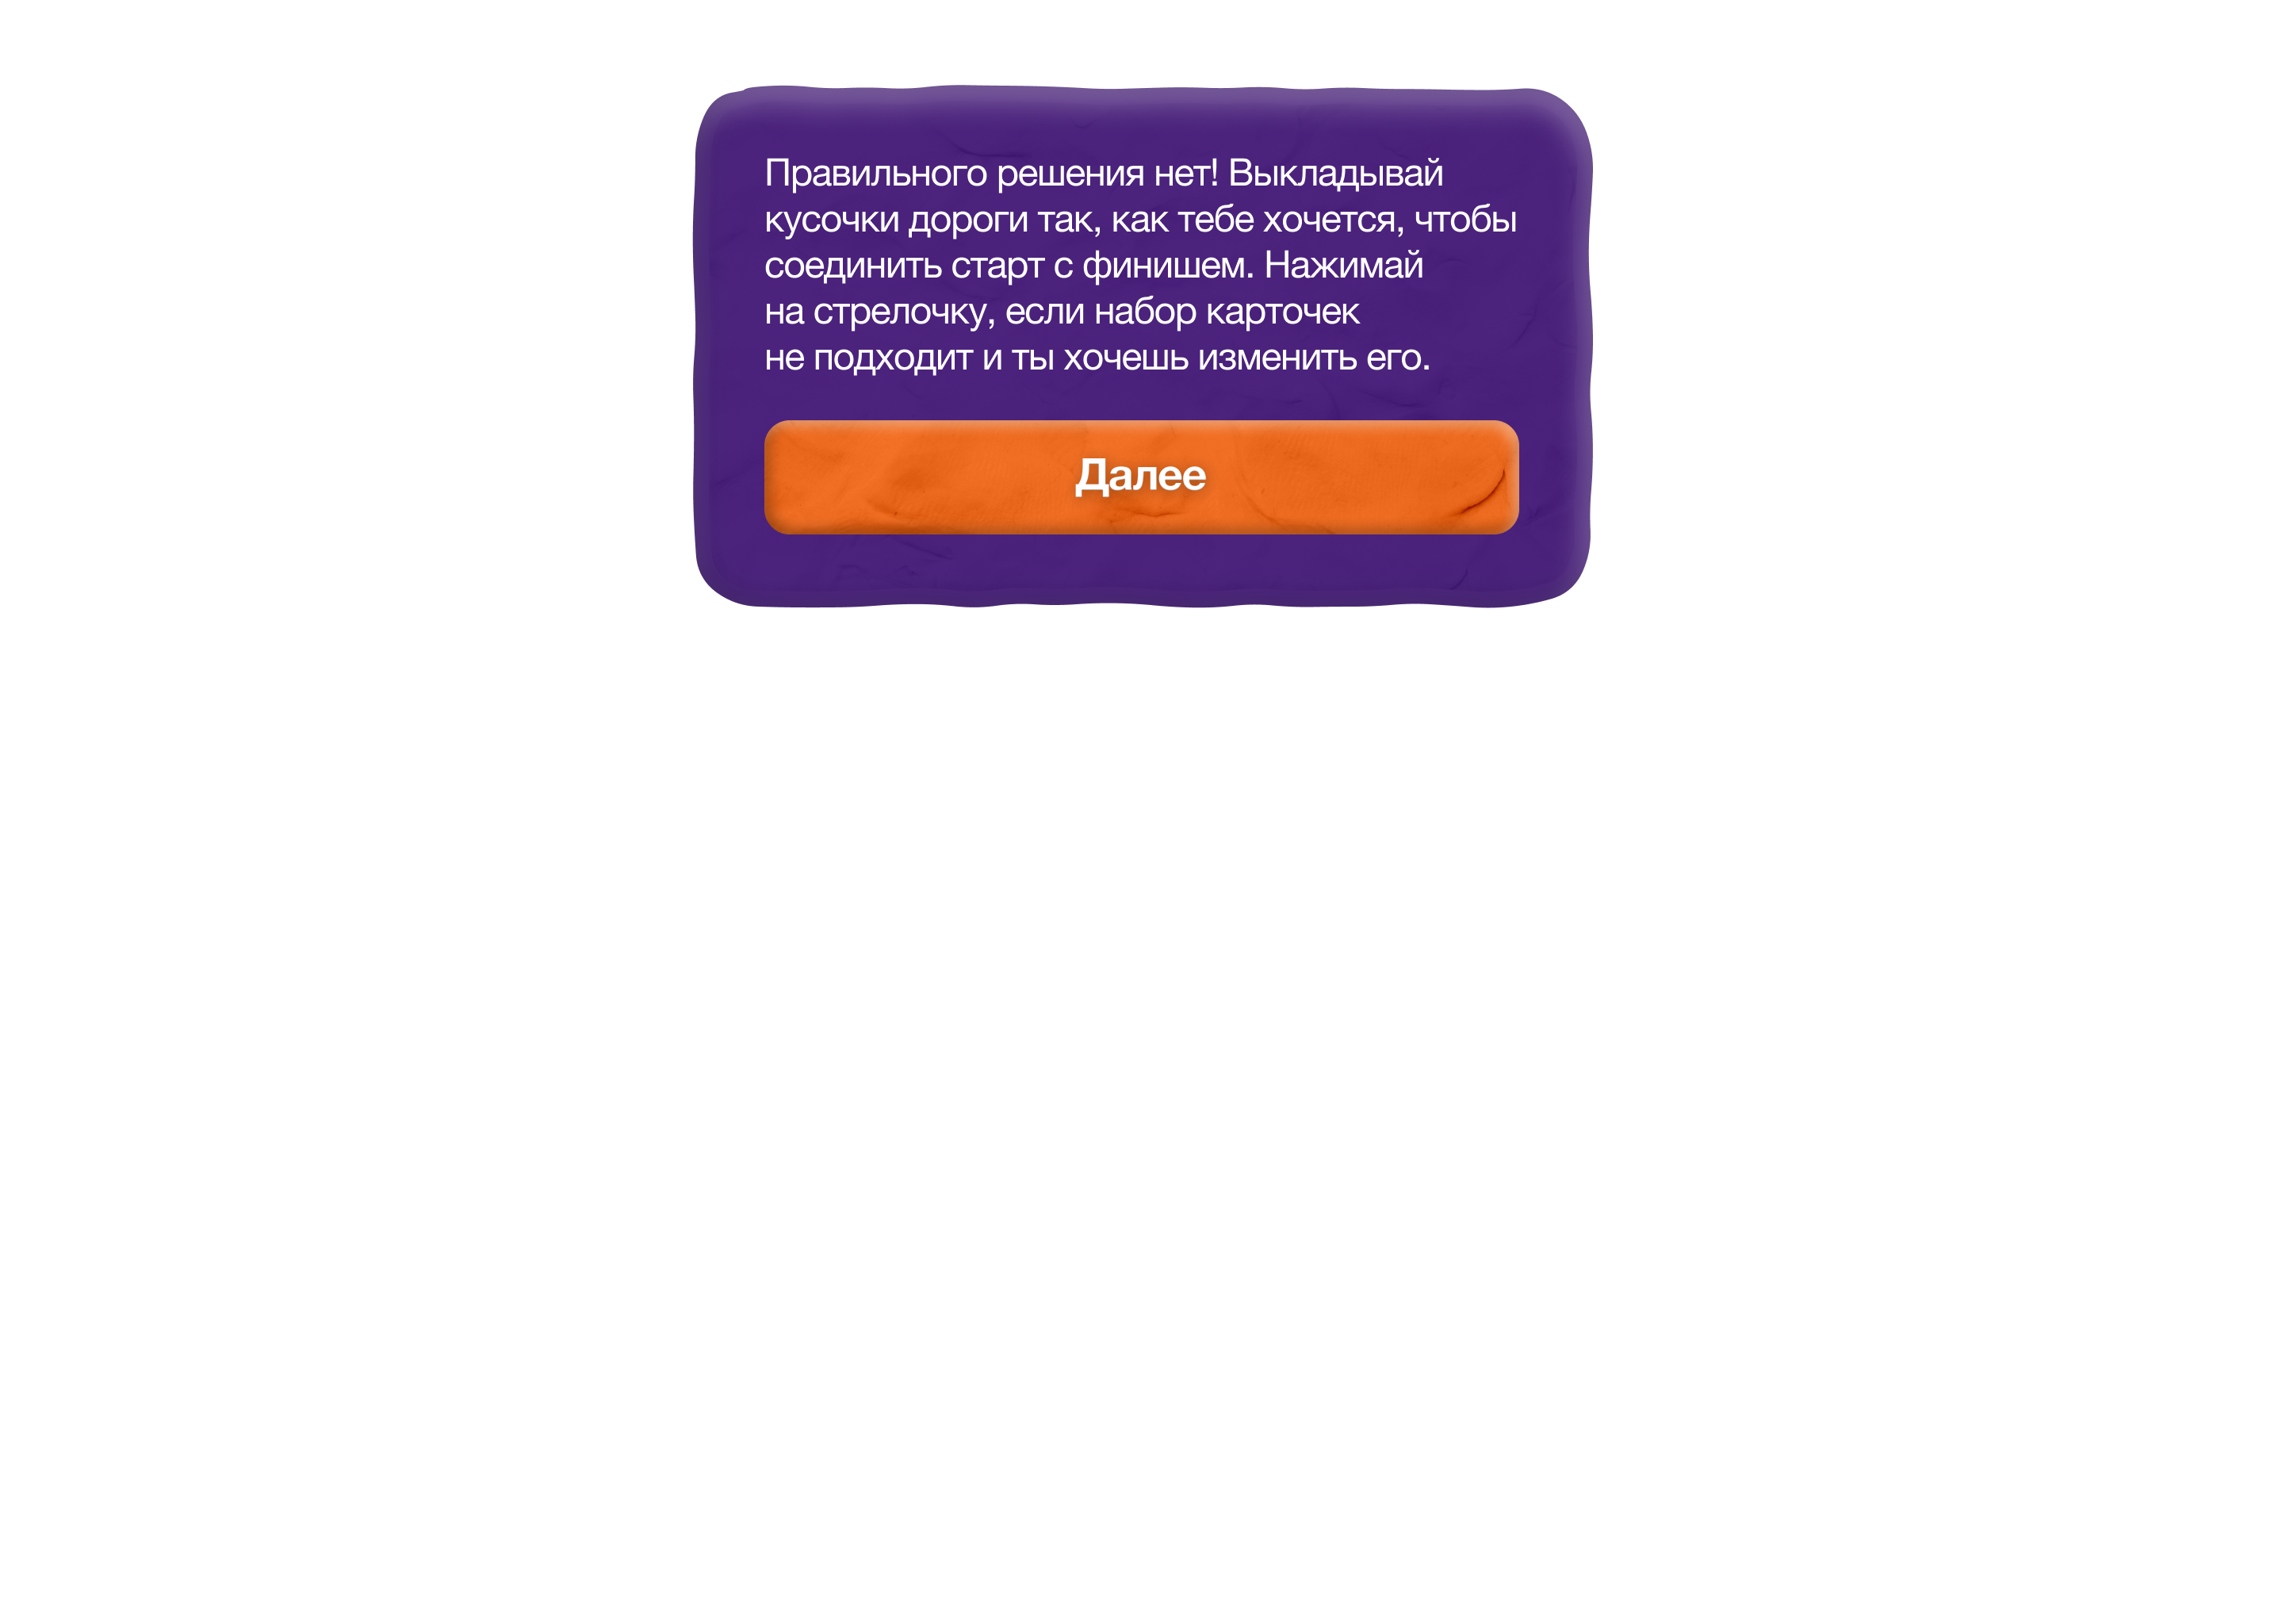 Правильного решения нет! Выкладывай
кусочки дороги так, как тебе хочется, чтобы
соединить старт с финишем. Нажимай
на стрелочку, если набор карточек
не подходит и ты хочешь изменить его.
Далее